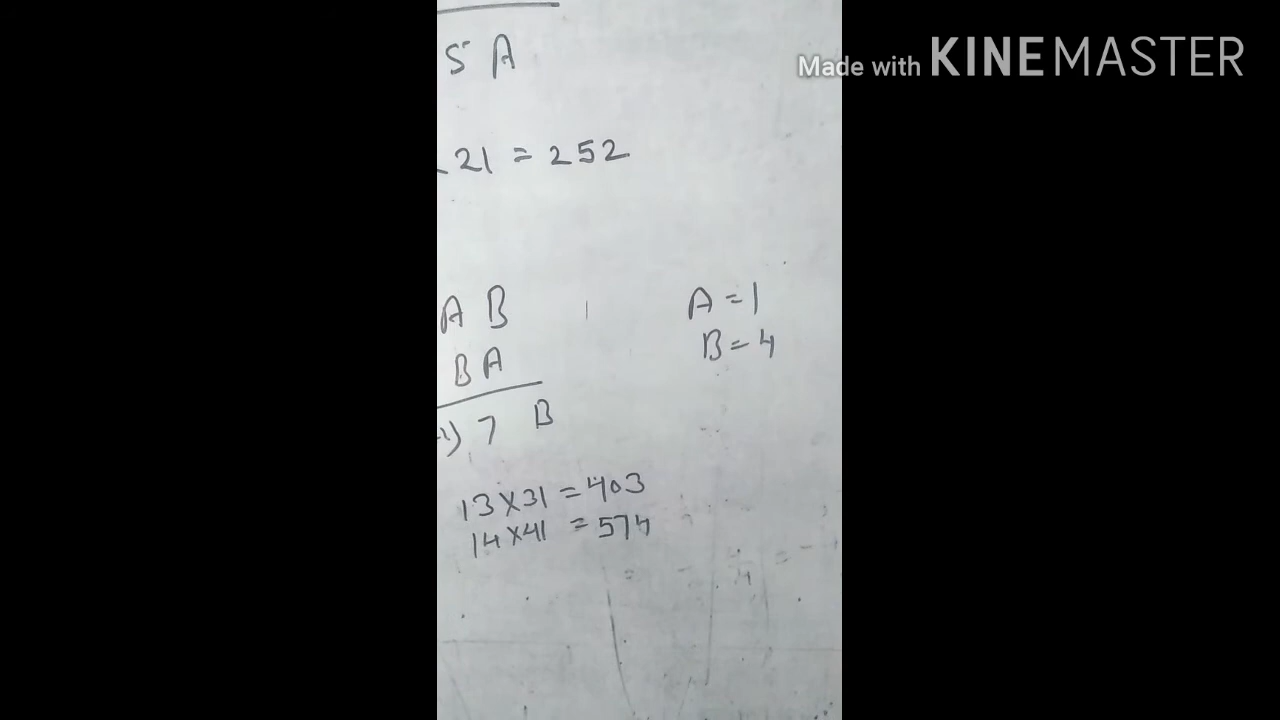 Made with KINEMASTER
5 A
21 = 252
A B
A = 1
B = 4
B A
7 B
13 X 31 = 403
14 X 41 = 574